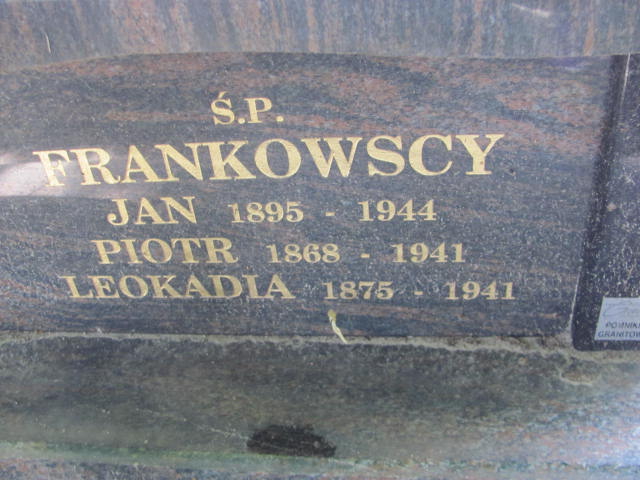 Ś.P.
FRANKOWSCY
JAN 1895 - 1944
PIOTR 1868 - 1941
LEOKADIA 1875 - 1941